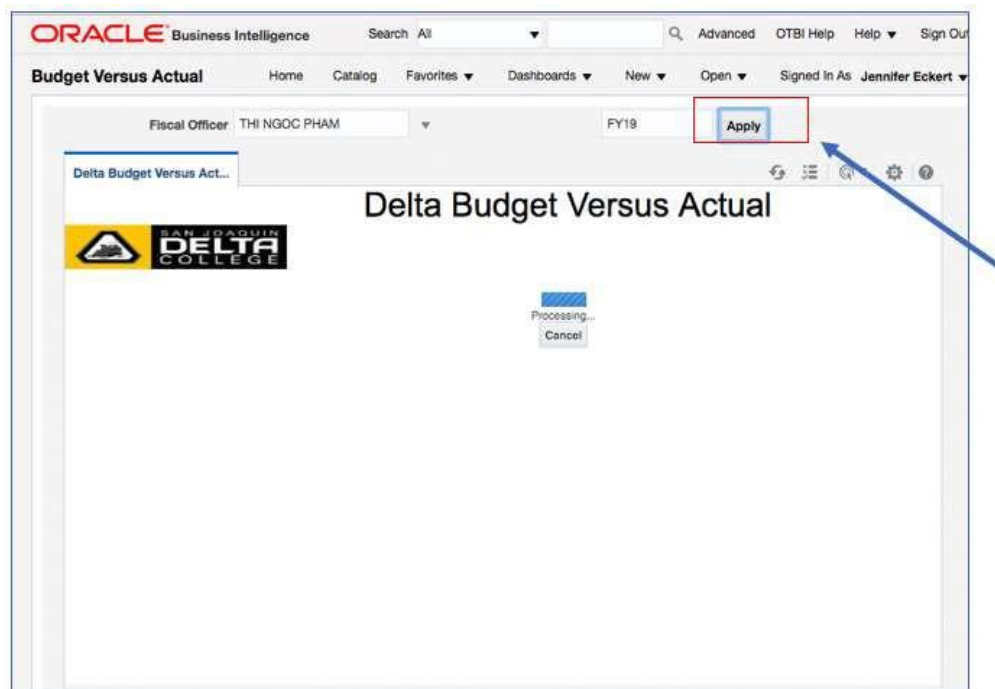 ORACLE Business Intelligence Search All Advanced OTBI Help Help Sign Out
Budget Versus Actual Home Catalog Favorites Dashboards New Open Signed In As Jennifer Eckert
Fiscal Officer THI NGOC PHAM FY19 Apply
Delta Budget Versus Act...
Delta Budget Versus Actual
SAN JOAQUIN
DELTA
COLLEGE
Processing...
Cancel